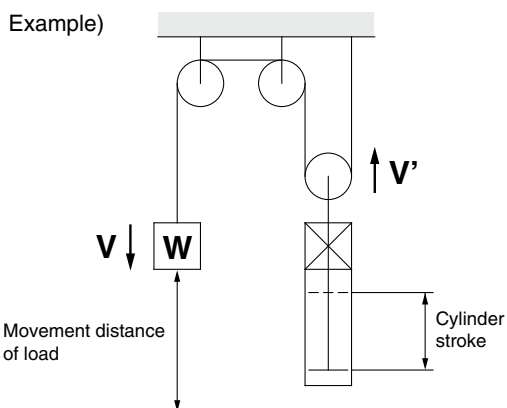 Example)
V’
V
W
Movement distance
of load
Cylinder
stroke